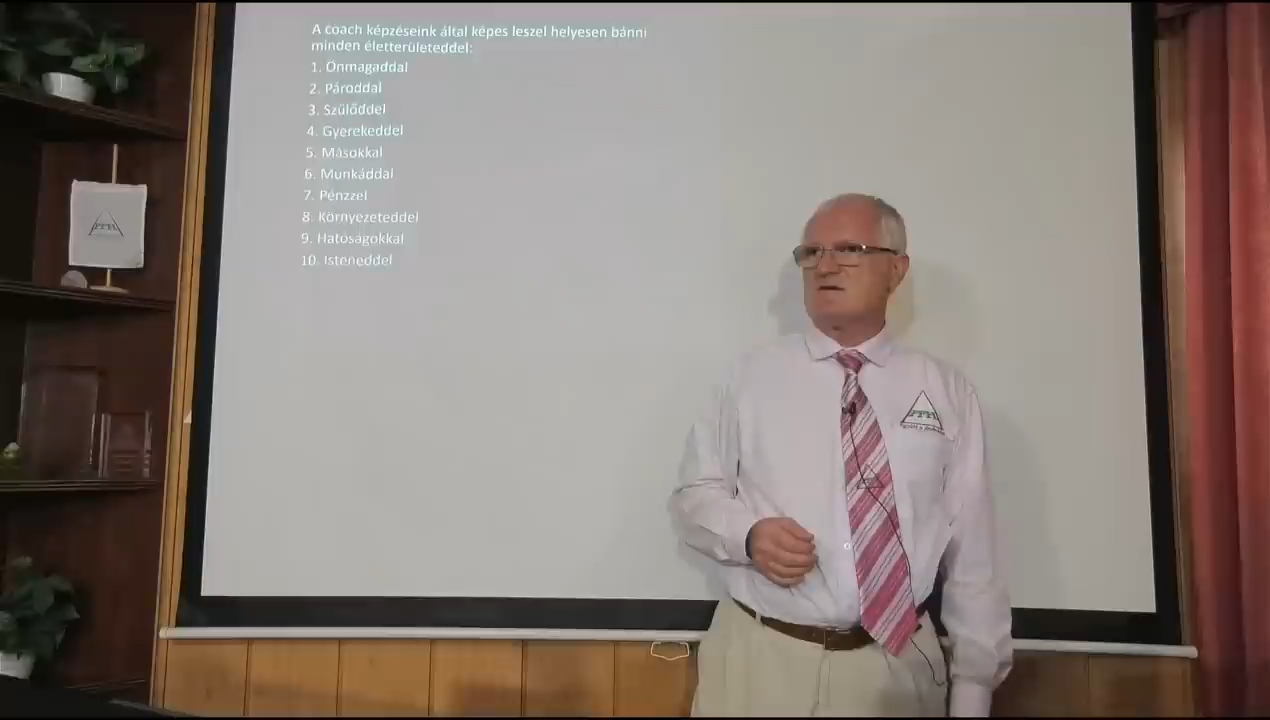 A coach képzéseink által képes leszel helyesen bánni
minden életterületeddel:
1. Önmagaddal
2. Pároddal
3. Szülőddel
4. Gyerekeddel
5. Másokkal
6. Munkáddal
7. Pénzzel
8. Környezeteddel
9. Hatóságokkal
10. Isteneddel